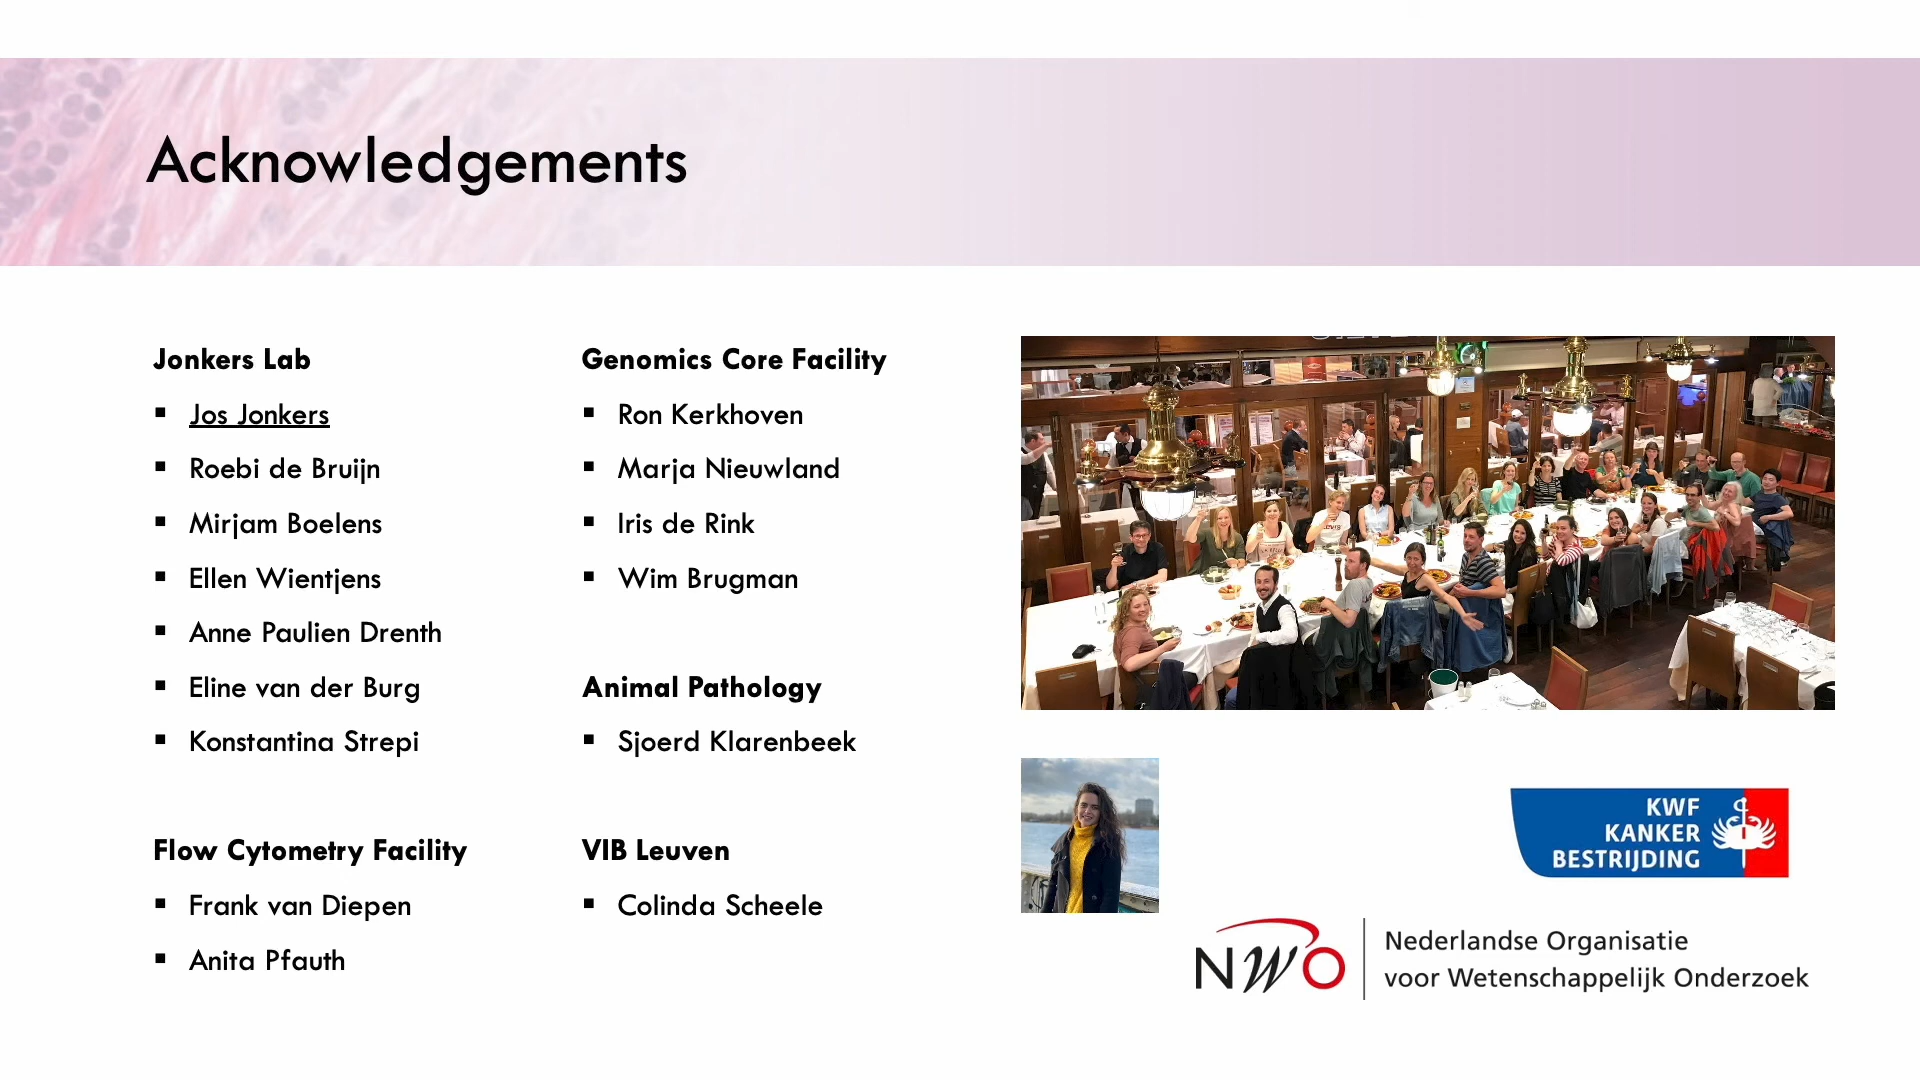 Acknowledgements
Jonkers Lab
Jos Jonkers
Roebi de Bruijn
Mirjam Boelens
Ellen Wientjens
Anne Paulien Drenth
Eline van der Burg
Konstantina Strepi
Flow Cytometry Facility
Frank van Diepen
Anita Pfauth
Genomics Core Facility
Ron Kerkhoven
Marja Nieuwland
Iris de Rink
Wim Brugman
Animal Pathology
Sjoerd Klarenbeek
VIB Leuven
Colinda Scheele
KWF
KANKER
BESTRIJDING
NWO
Nederlandse Organisatie
voor Wetenschappelijk Onderzoek